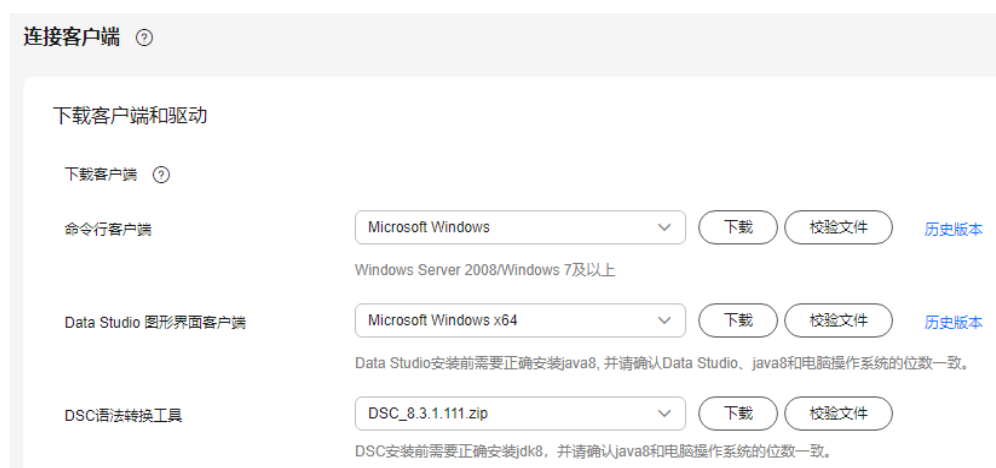 连接客户端 ?
下载客户端和驱动
下载客户端 ?
命令行客户端 Microsoft Windows 下载 校验文件 历史版本
Windows Server 2008/Windows 7及以上
Data Studio 图形界面客户端 Microsoft Windows x64 下载 校验文件 历史版本
Data Studio安装前需要正确安装java8, 并请确认Data Studio、java8和电脑操作系统的位数一致。
DSC语法转换工具 DSC_8.3.1.111.zip 下载 校验文件
DSC安装前需要正确安装jdk8，并请确认java8和电脑操作系统的位数一致。